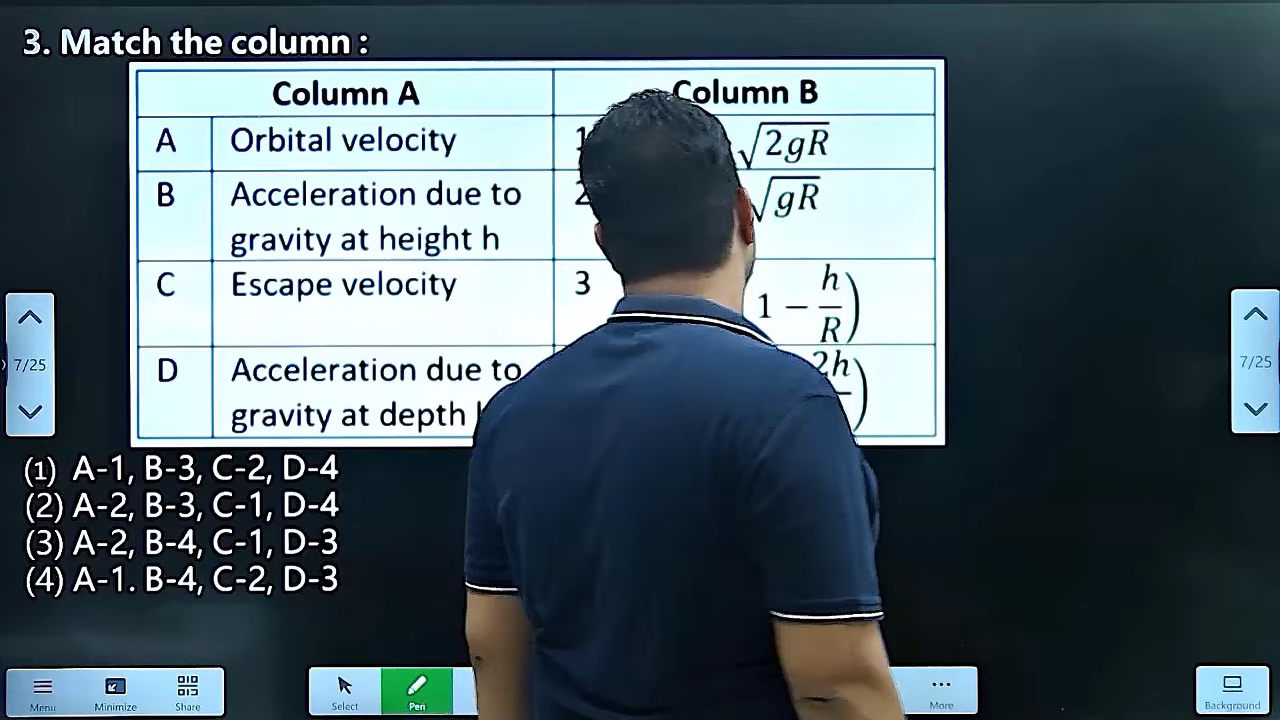 3. Match the column :
Column A Column B
A Orbital velocity 1 √2gR
B Acceleration due to 2 √gR
gravity at height h
C Escape velocity 3 1 − h/R)
D Acceleration due to 2h
gravity at depth )
(1) A-1, B-3, C-2, D-4
(2) A-2, B-3, C-1, D-4
(3) A-2, B-4, C-1, D-3
(4) A-1. B-4, C-2, D-3
7/25
7/25
Menu Minimize Share Select Pen More Background